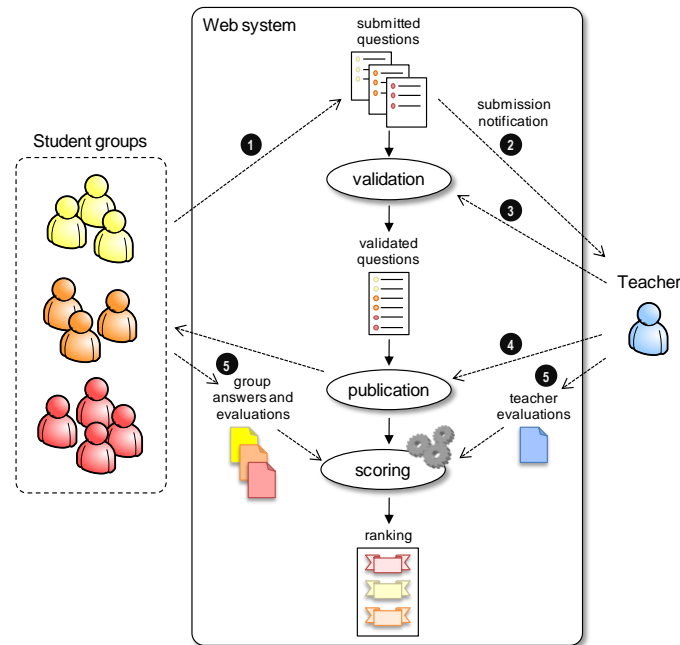 Web system
submitted
questions
Student groups
1
submission
notification
2
validation
3
validated
questions
Teacher
4
publication
5
group
answers and
evaluations
5
teacher
evaluations
scoring
ranking